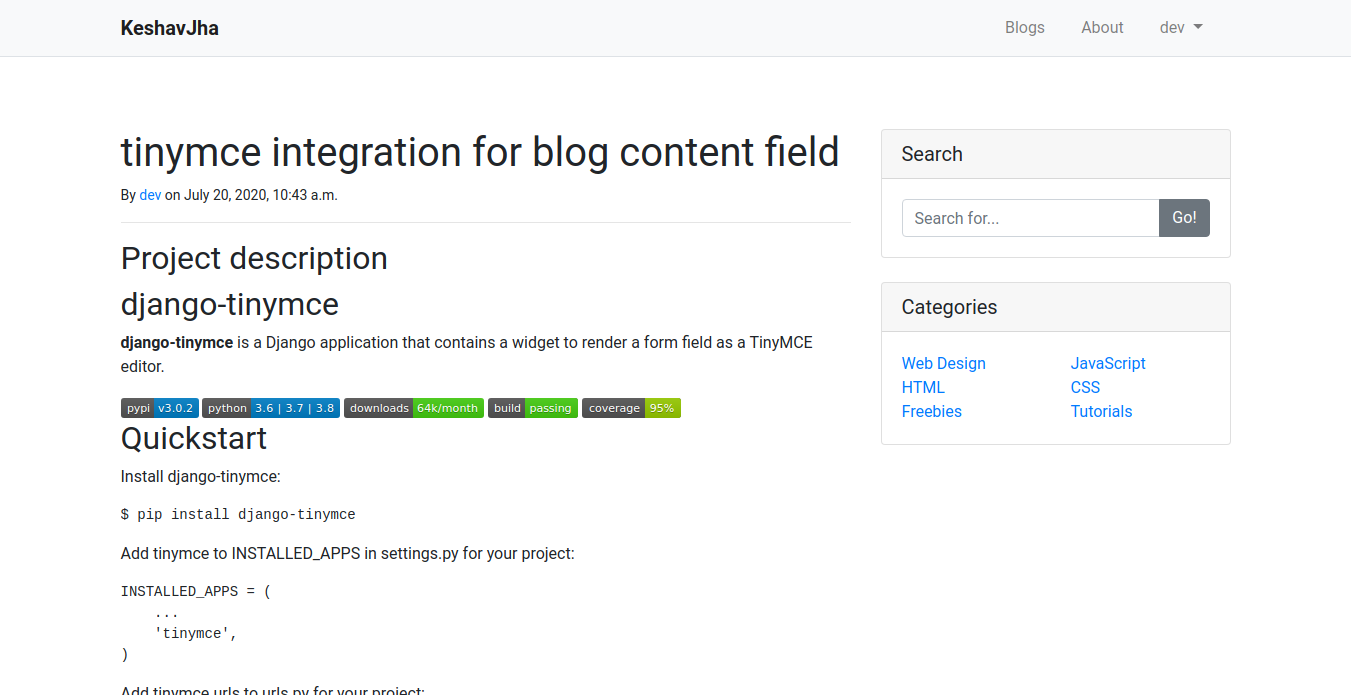 KeshavJha
Blogs About dev
tinymce integration for blog content field
By dev on July 20, 2020, 10:43 a.m.
Project description
django-tinymce
django-tinymce is a Django application that contains a widget to render a form field as a TinyMCE
editor.
pypi v3.0.2 python 3.6 | 3.7 | 3.8 downloads 64k/month build passing coverage 95%
Quickstart
Install django-tinymce:
$ pip install django-tinymce
Add tinymce to INSTALLED_APPS in settings.py for your project:
INSTALLED_APPS = (
    ...
    'tinymce',
)
Add tinymce urls to urls.py for your project:
Search
Search for... Go!
Categories
Web Design JavaScript
HTML CSS
Freebies Tutorials